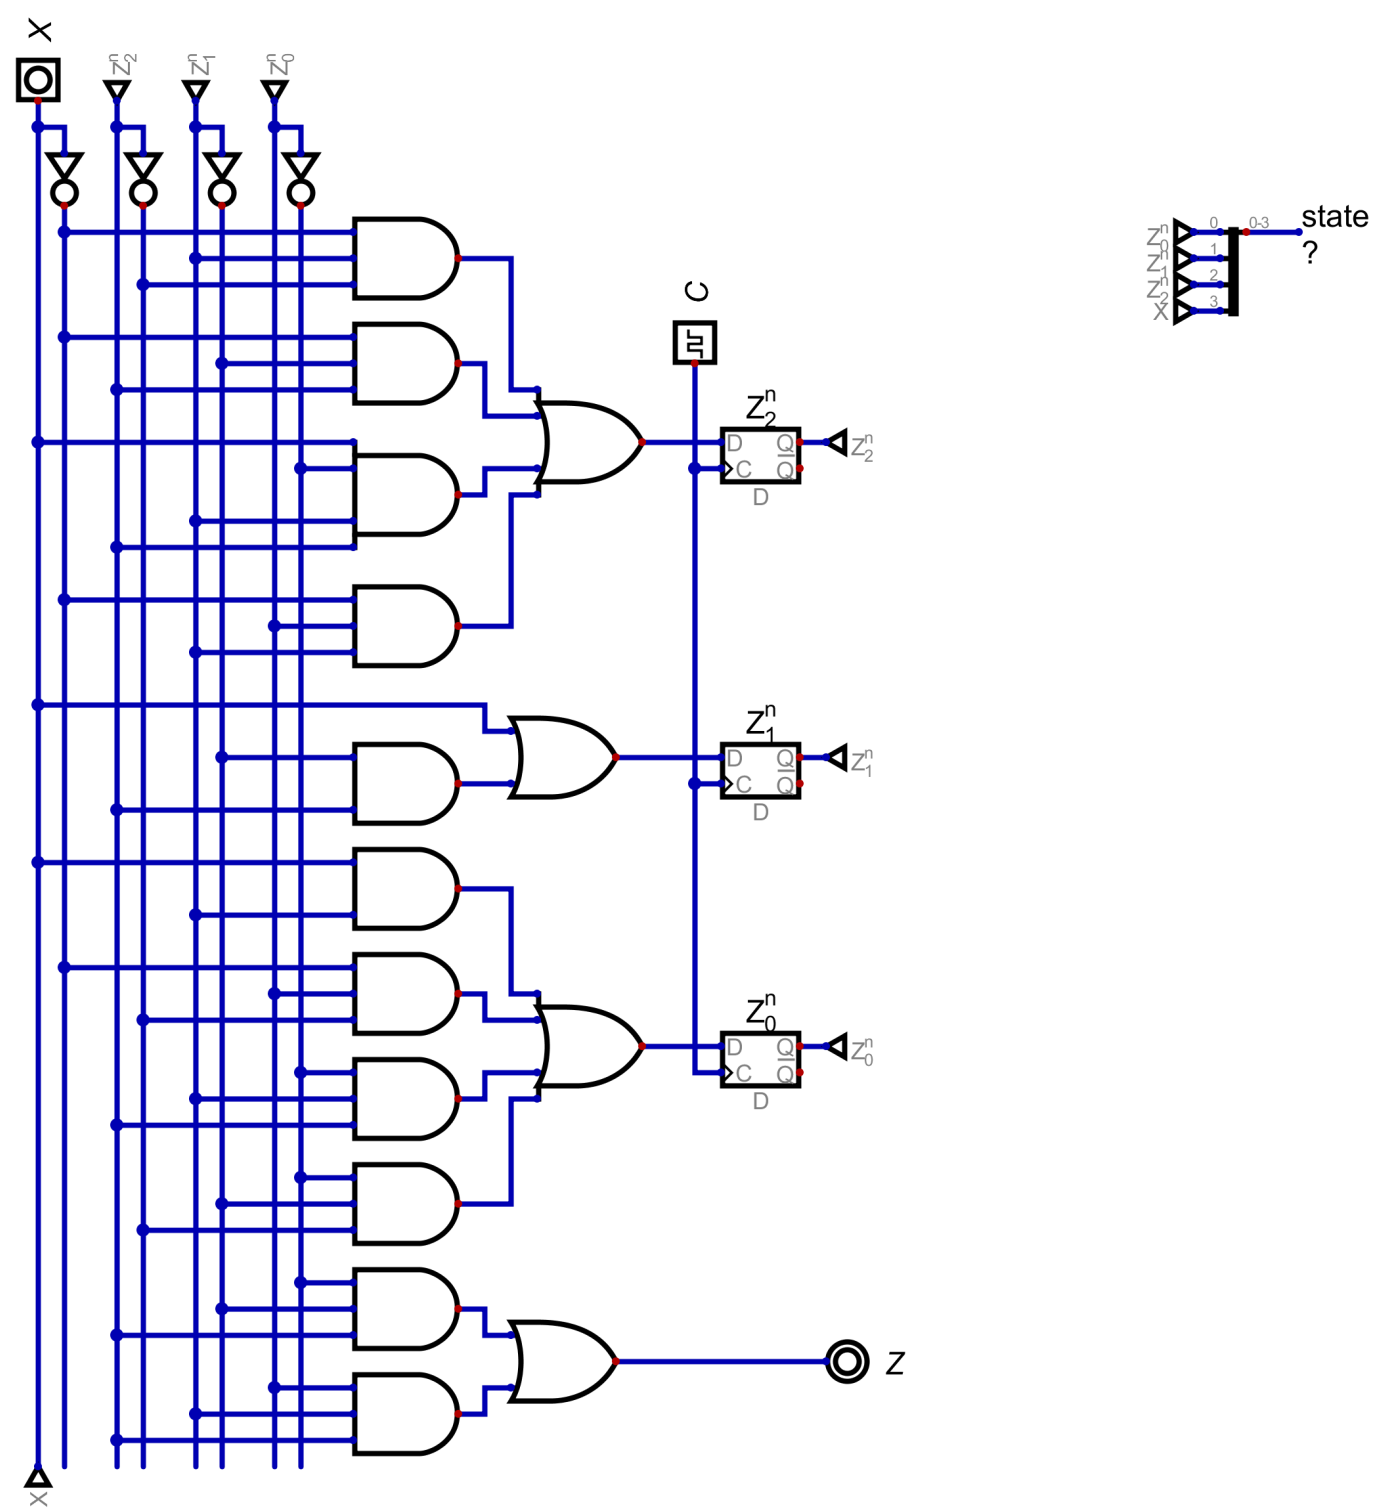 X
Z₂ⁿ
Z₁ⁿ
Z₀ⁿ
C
Z₀ⁿ 0 0-3 state
Z₁ⁿ 1 ?
Z₂ⁿ 2
X 3
Z₂ⁿ
D Q Z₂ⁿ
C Q̅
D
Z₁ⁿ
D Q Z₁ⁿ
C Q̅
D
Z₀ⁿ
D Q Z₀ⁿ
C Q̅
D
Z
X